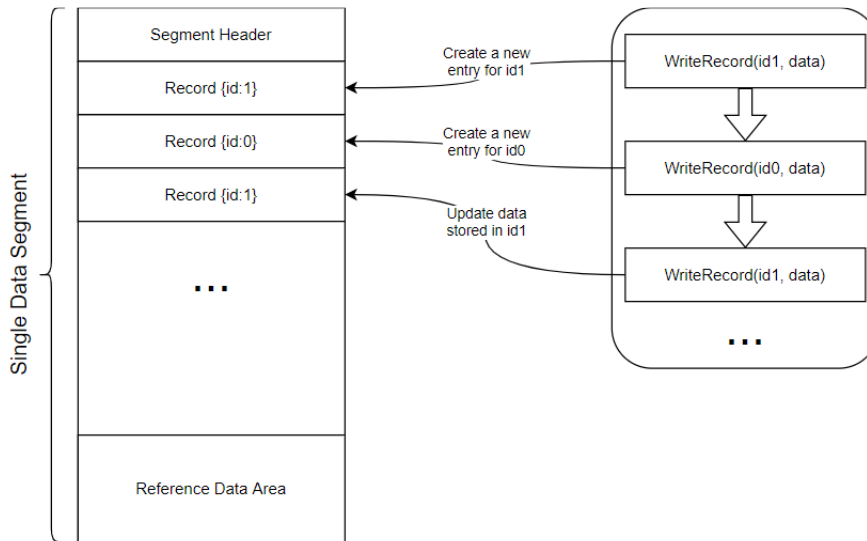 Segment Header
Record {id:1}
Record {id:0}
Record {id:1}
...
Reference Data Area
Single Data Segment
Create a new
entry for id1
Create a new
entry for id0
Update data
stored in id1
WriteRecord(id1, data)
WriteRecord(id0, data)
WriteRecord(id1, data)
...